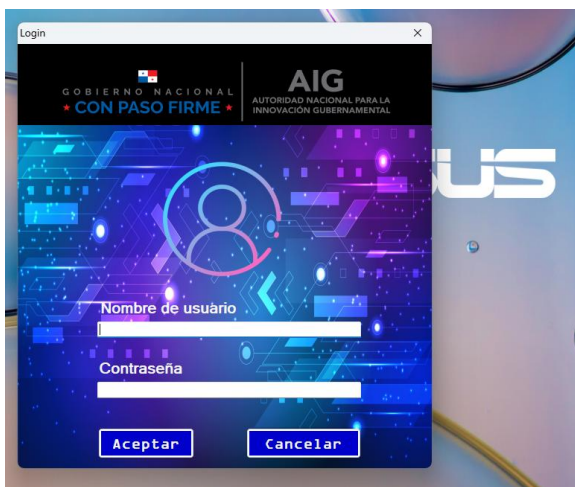 Login
GOBIERNO NACIONAL
★ CON PASO FIRME ★
AIG
AUTORIDAD NACIONAL PARA LA
INNOVACIÓN GUBERNAMENTAL
Nombre de usuario
Contraseña
Aceptar
Cancelar